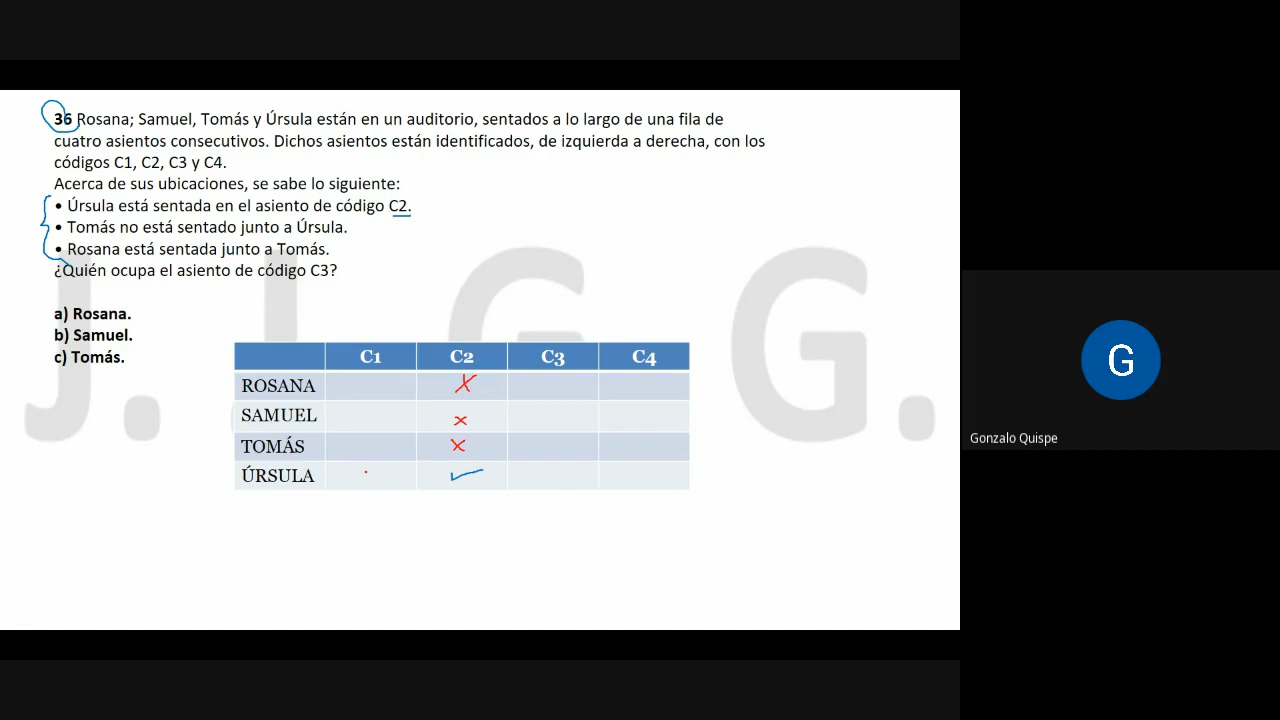 36 Rosana; Samuel, Tomás y Úrsula están en un auditorio, sentados a lo largo de una fila de
cuatro asientos consecutivos. Dichos asientos están identificados, de izquierda a derecha, con los
códigos C1, C2, C3 y C4.
Acerca de sus ubicaciones, se sabe lo siguiente:
• Úrsula está sentada en el asiento de código C2.
• Tomás no está sentado junto a Úrsula.
• Rosana está sentada junto a Tomás.
¿Quién ocupa el asiento de código C3?
a) Rosana.
b) Samuel.
c) Tomás.
C1 C2 C3 C4
ROSANA
SAMUEL
TOMÁS
ÚRSULA
J. J. G. G.
G
Gonzalo Quispe